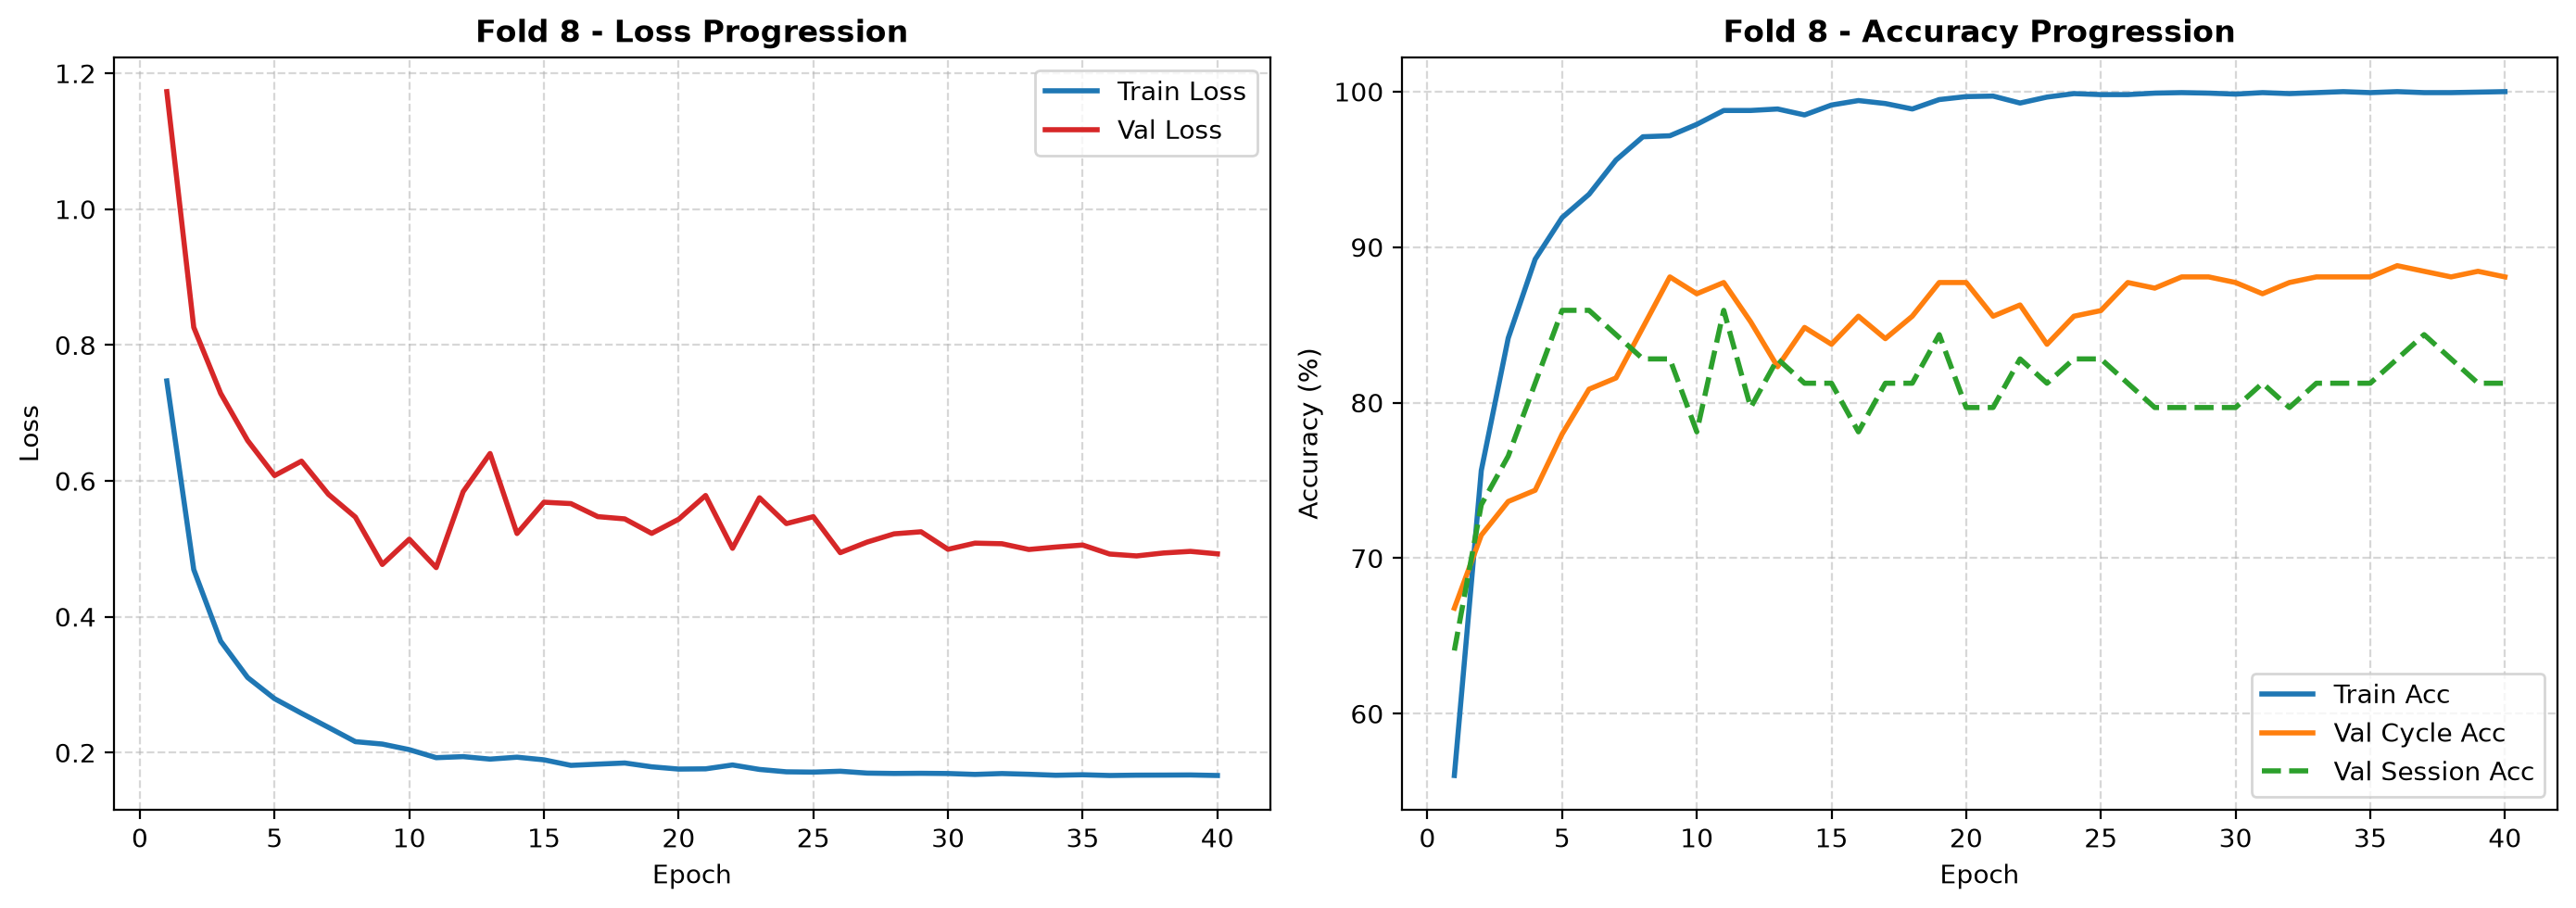 Fold 8 - Loss Progression
1.2
1.0
0.8
0.6
0.4
0.2
Loss
Train Loss
Val Loss
0 5 10 15 20 25 30 35 40
Epoch
Fold 8 - Accuracy Progression
100
90
80
70
60
Accuracy (%)
Train Acc
Val Cycle Acc
Val Session Acc
0 5 10 15 20 25 30 35 40
Epoch